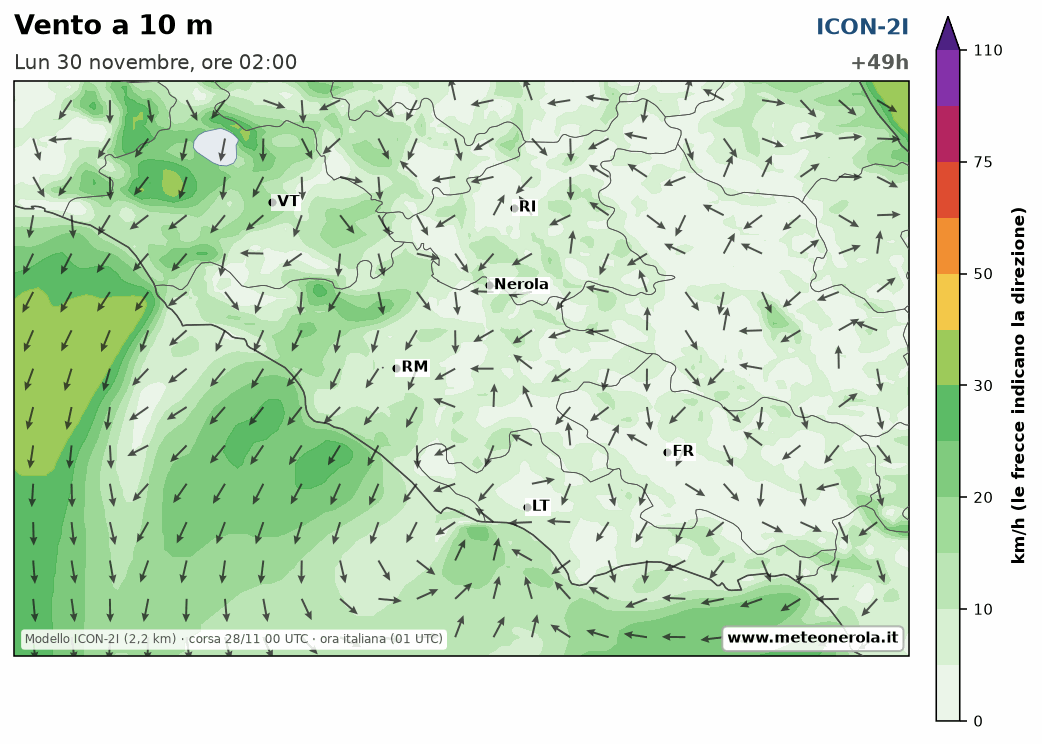 Vento a 10 m
ICON-2I
Lun 30 novembre, ore 02:00
+49h
110
75
50
30
20
10
0
km/h (le frecce indicano la direzione)
VT
RI
Nerola
RM
FR
LT
Modello ICON-2I (2,2 km) · corsa 28/11 00 UTC · ora italiana (01 UTC)
www.meteonerola.it